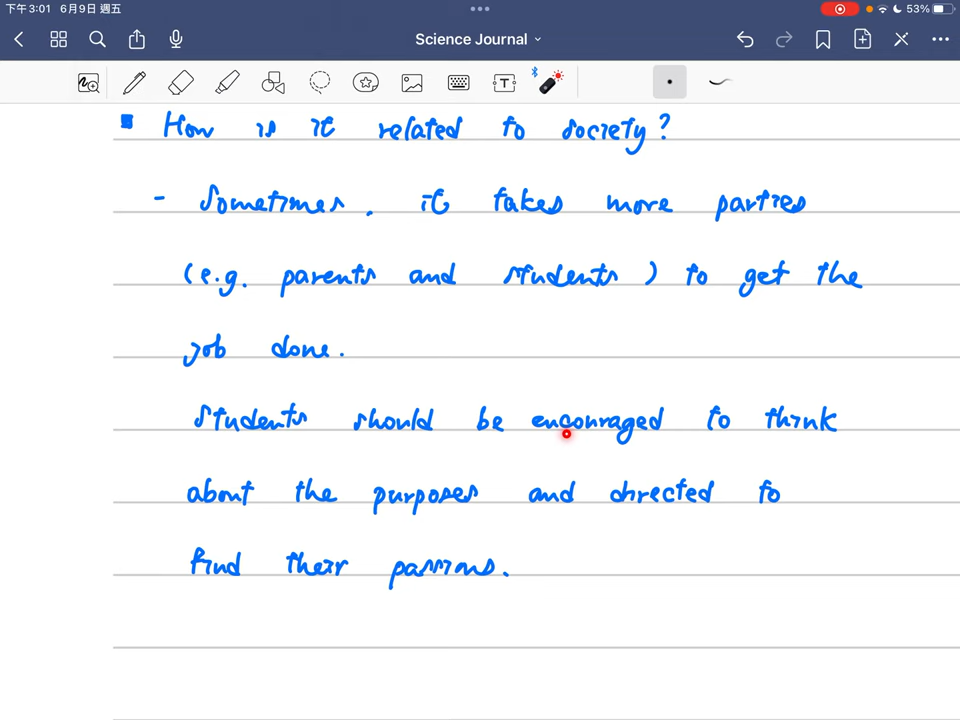 下午3:01 6月9日 週五
53%
Science Journal
T
How is it related to society?
- Sometimes, it takes more parties
(e.g. parents and students) to get the
job done.
Students should be encouraged to think
about the purposes and directed to
find their passions.